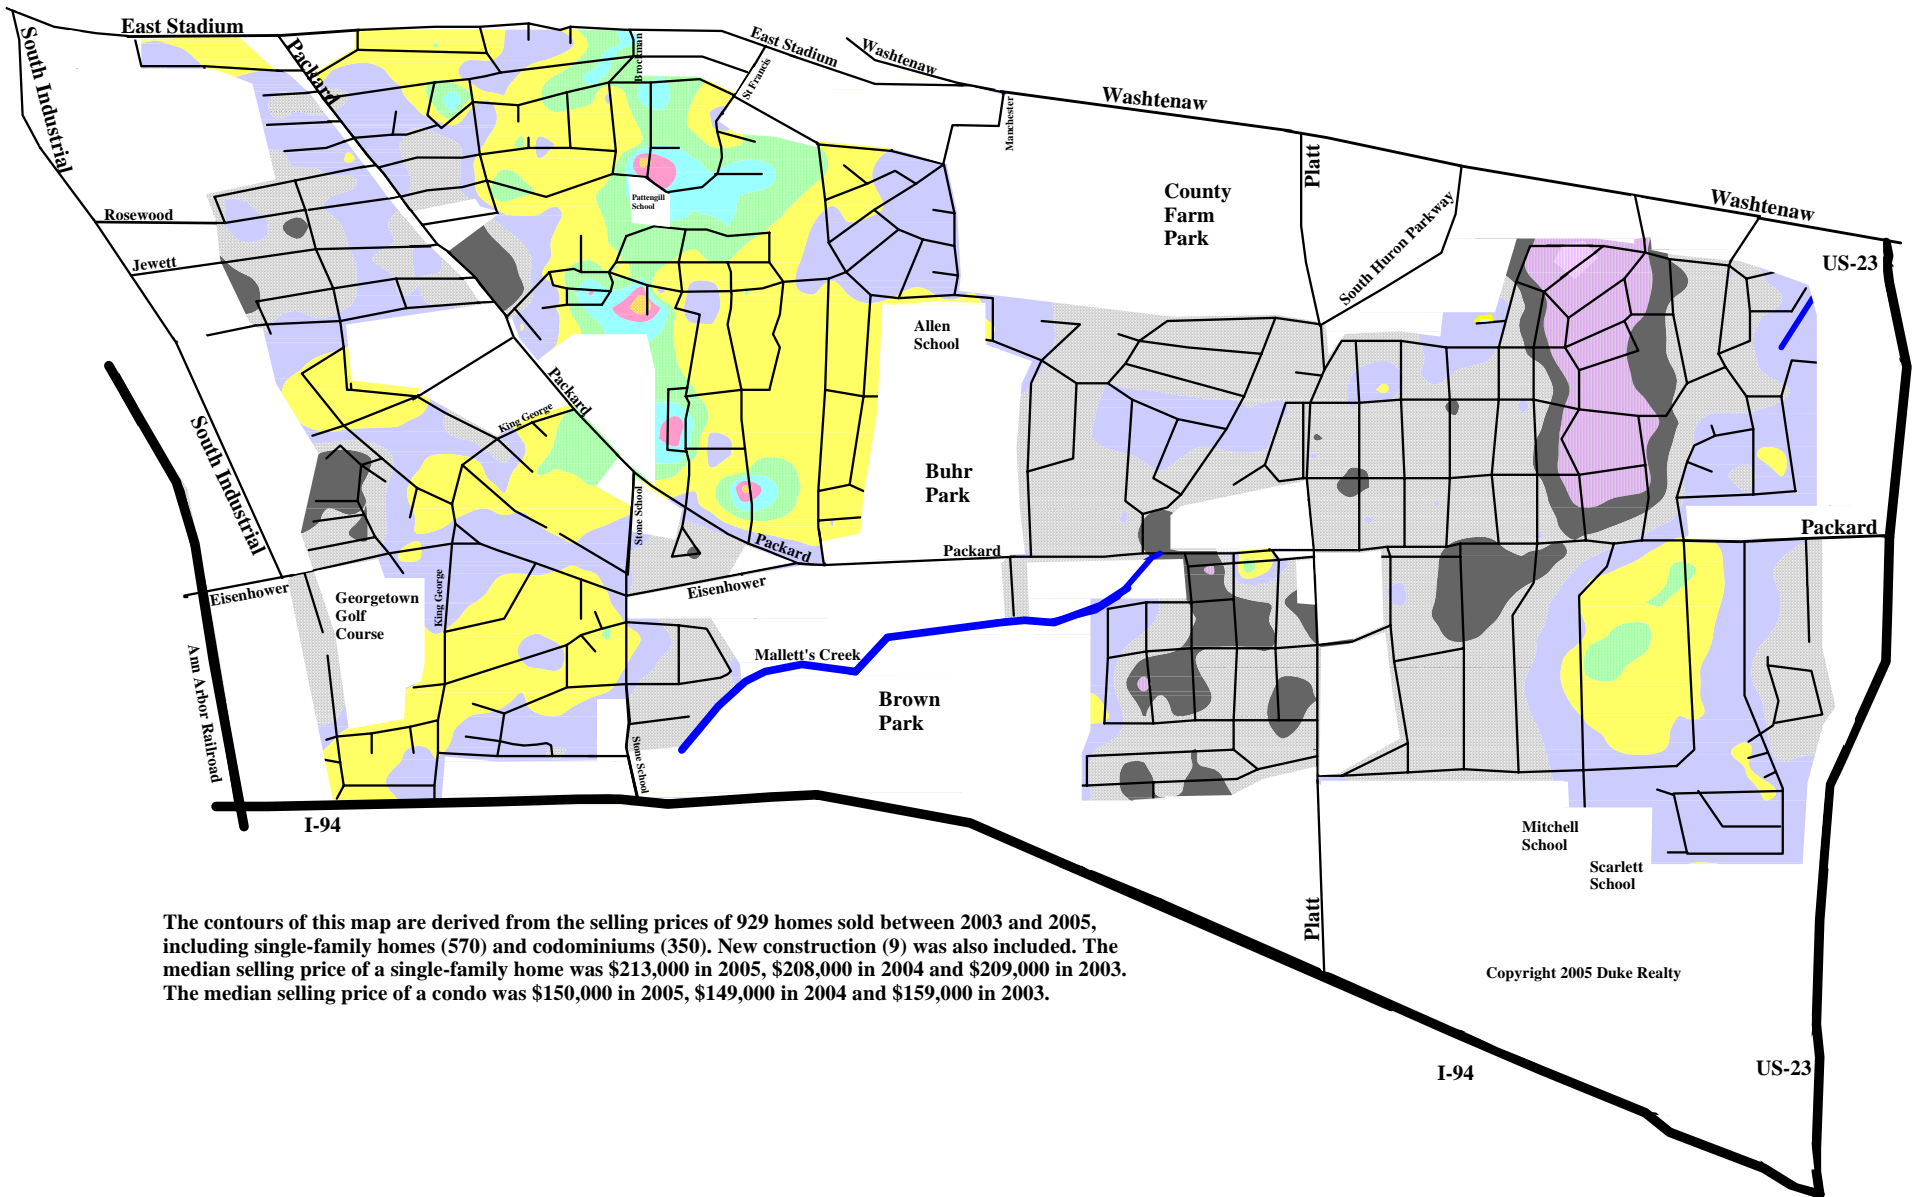 East Stadium
South Industrial
Packard
Brockman
East Stadium
Washtenaw
St Francis
Manchester
Washtenaw
Platt
County
Farm
Park
South Huron Parkway
Washtenaw
US-23
Rosewood
Pattengill
School
Jewett
Allen
School
Packard
King George
South Industrial
Buhr
Park
Stone School
Packard
Packard
Packard
Eisenhower
Eisenhower
Georgetown
Golf
Course
King George
Ann Arbor Railroad
Mallett's Creek
Brown
Park
Stone School
I-94
Mitchell
School
Scarlett
School
Platt
The contours of this map are derived from the selling prices of 929 homes sold between 2003 and 2005,
including single-family homes (570) and codominiums (350). New construction (9) was also included. The
median selling price of a single-family home was $213,000 in 2005, $208,000 in 2004 and $209,000 in 2003.
The median selling price of a condo was $150,000 in 2005, $149,000 in 2004 and $159,000 in 2003.
Copyright 2005 Duke Realty
I-94
US-23